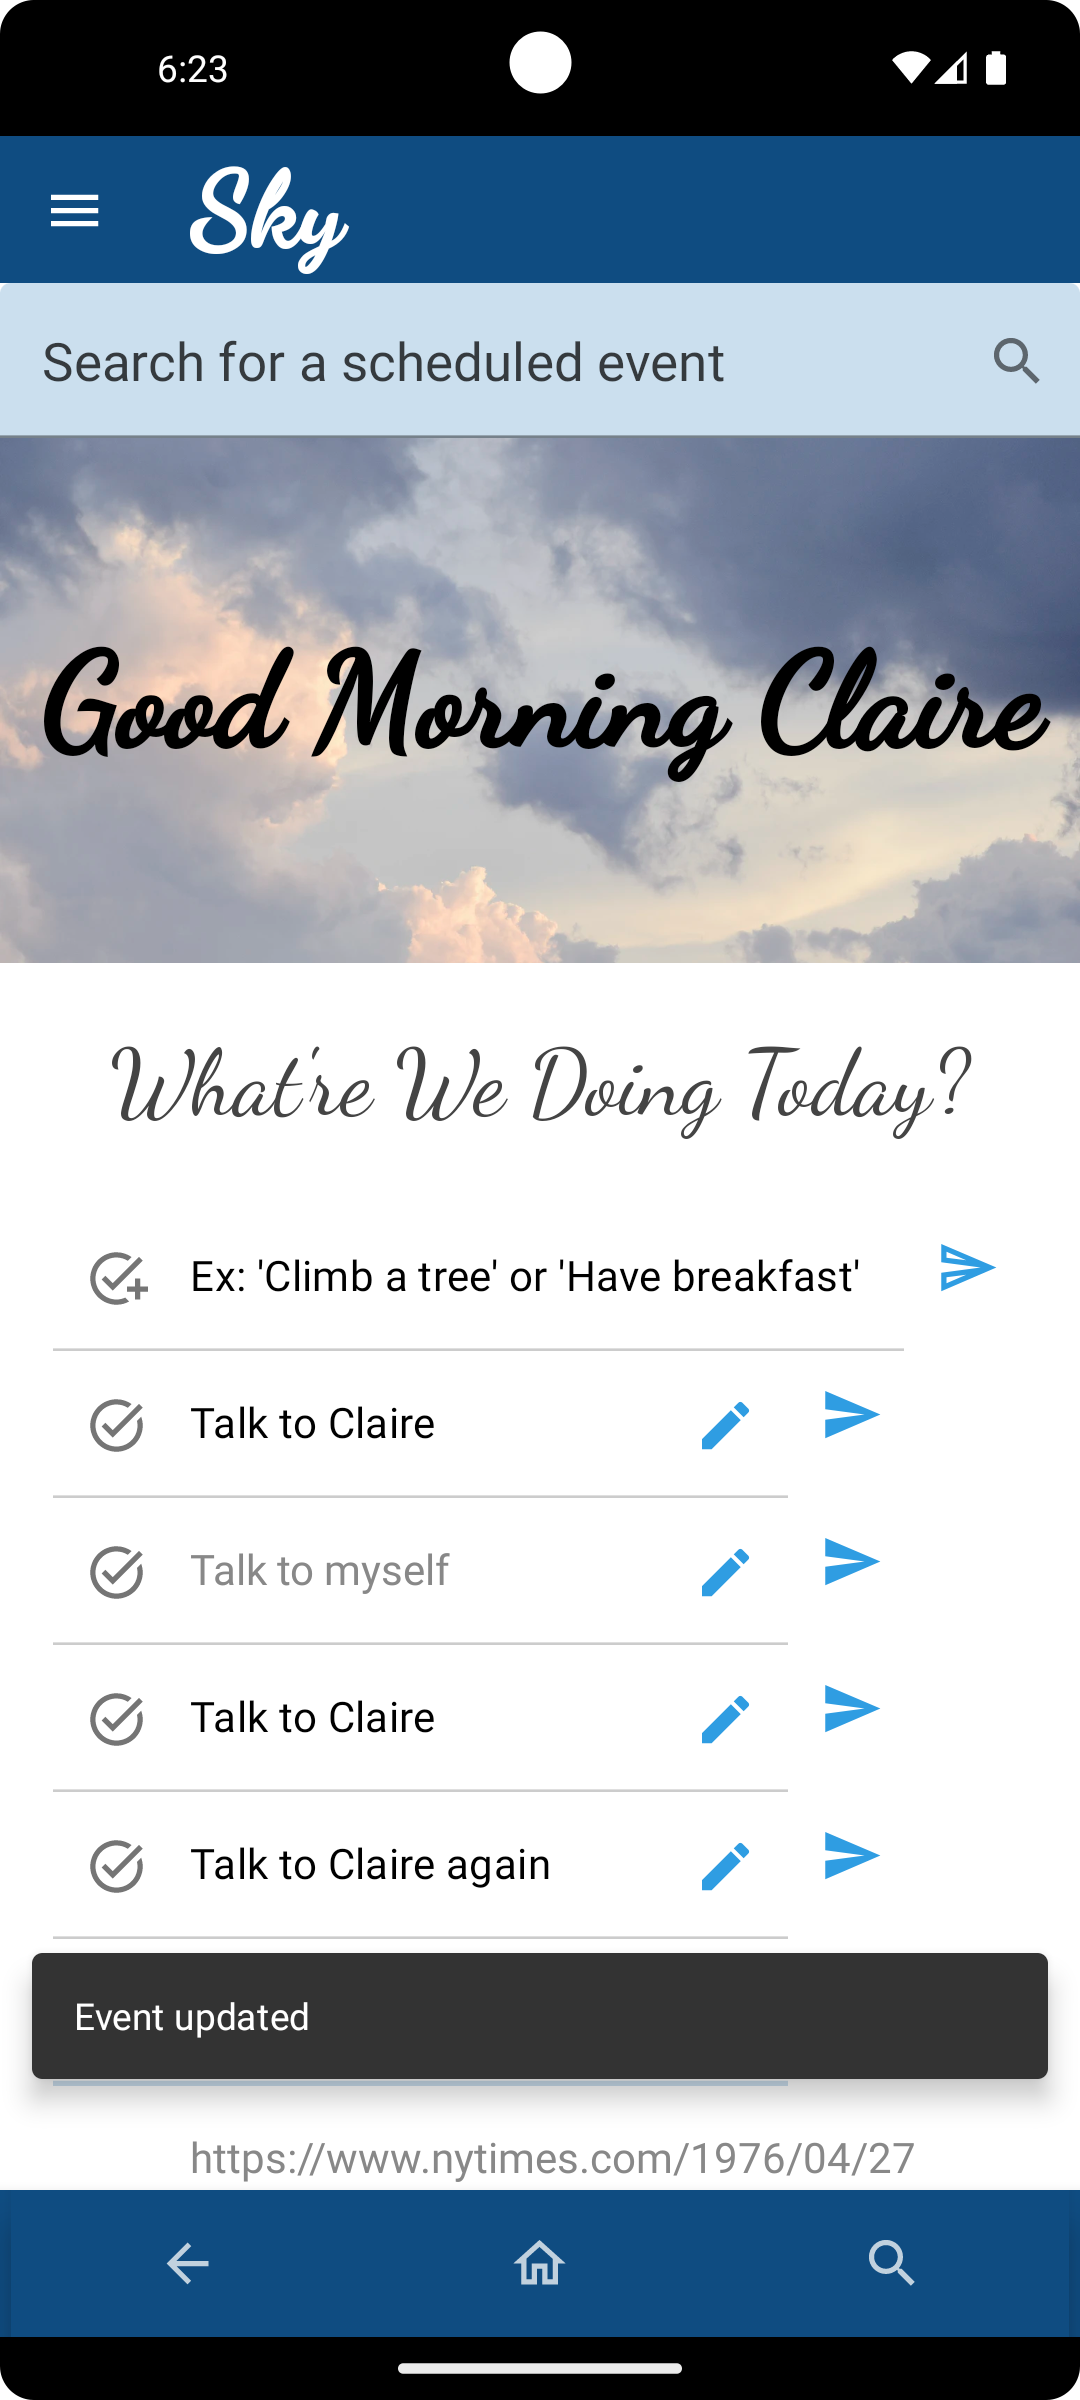 6:23
Sky
Search for a scheduled event
Good Morning Claire
What're We Doing Today?
Ex: 'Climb a tree' or 'Have breakfast'
Talk to Claire
Talk to myself
Talk to Claire
Talk to Claire again
Event updated
https://www.nytimes.com/1976/04/27